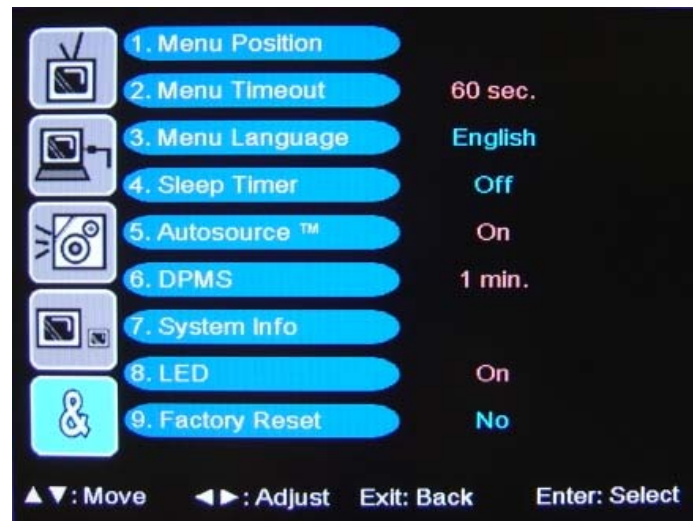 1. Menu Position
2. Menu Timeout 60 sec.
3. Menu Language English
4. Sleep Timer Off
5. Autosource ™ On
6. DPMS 1 min.
7. System Info
8. LED On
&
9. Factory Reset No
▲▼: Move ◄►: Adjust Exit: Back Enter: Select